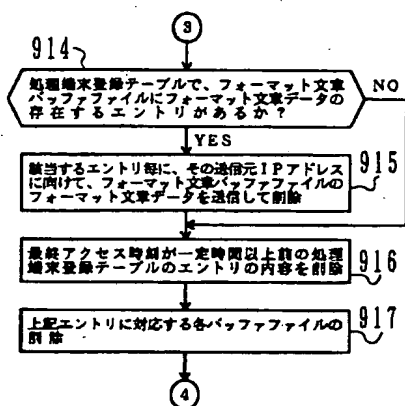 3
914
処理端末登録テーブルで、フォーマット文章
バッファファイルにフォーマット文章データの
存在するエントリがあるか?
NO
YES
該当するエントリ毎に、その送信元IPアドレス
に向けて、フォーマット文章バッファファイルの
フォーマット文章データを送信して削除
915
最終アクセス時刻が一定時間以上前の処理
端末登録テーブルのエントリの内容を削除
916
上記エントリに対応する各バッファファイルの
削除
917
4